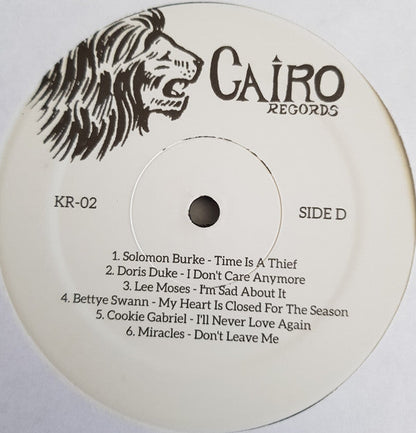 CAIRO
RECORDS
KR-02
SIDE D
1. Solomon Burke - Time Is A Thief
2. Doris Duke - I Don't Care Anymore
3. Lee Moses - I'm Sad About It
4. Bettye Swann - My Heart Is Closed For The Season
5. Cookie Gabriel - I'll Never Love Again
6. Miracles - Don't Leave Me